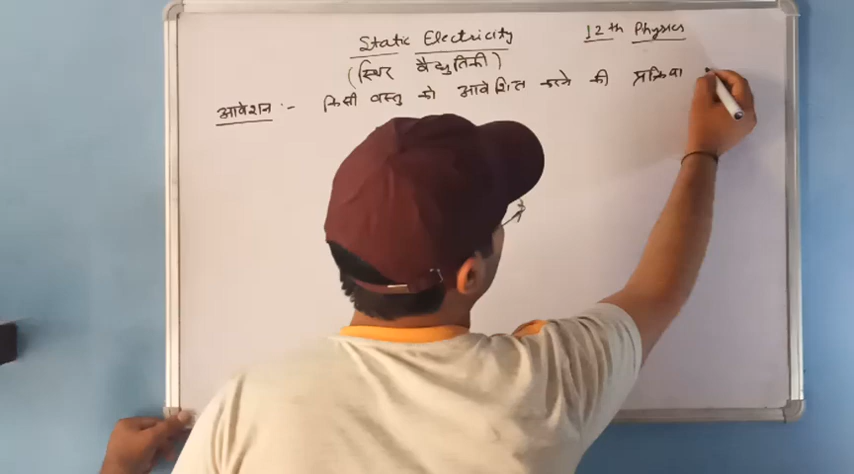 Static Electricity
12th Physics
(स्थिर वैद्युतिकी)
आवेशन :- किसी वस्तु को आवेशित करने की प्रक्रिया